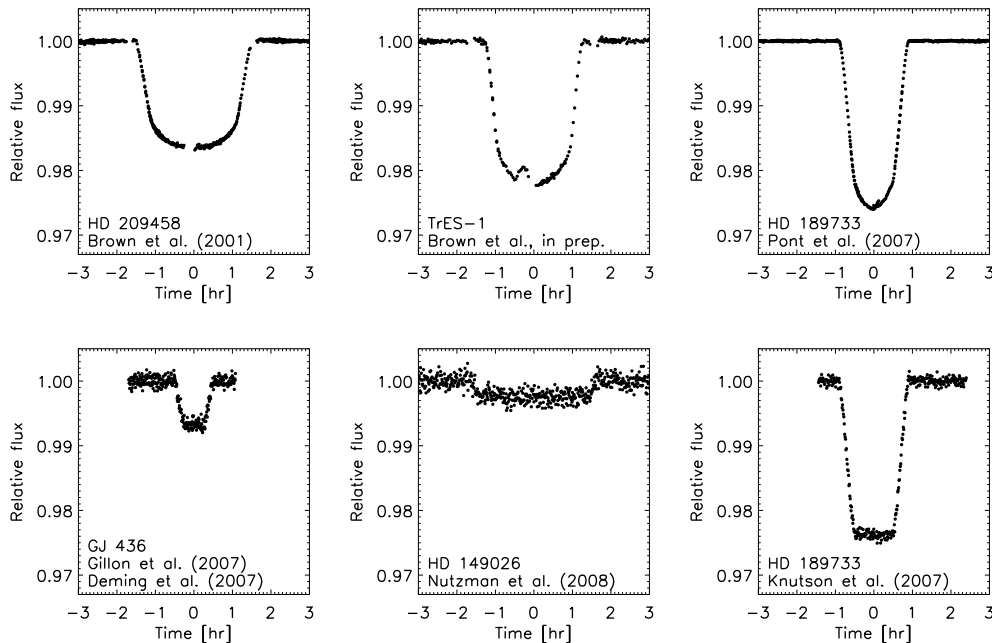 1.00
0.99
0.98
0.97
Relative flux
HD 209458
Brown et al. (2001)
−3 −2 −1 0 1 2 3
Time [hr]
1.00
0.99
0.98
0.97
Relative flux
TrES−1
Brown et al., in prep.
−3 −2 −1 0 1 2 3
Time [hr]
1.00
0.99
0.98
0.97
Relative flux
HD 189733
Pont et al. (2007)
−3 −2 −1 0 1 2 3
Time [hr]
1.00
0.99
0.98
0.97
Relative flux
GJ 436
Gillon et al. (2007)
Deming et al. (2007)
−3 −2 −1 0 1 2 3
Time [hr]
1.00
0.99
0.98
0.97
Relative flux
HD 149026
Nutzman et al. (2008)
−3 −2 −1 0 1 2 3
Time [hr]
1.00
0.99
0.98
0.97
Relative flux
HD 189733
Knutson et al. (2007)
−3 −2 −1 0 1 2 3
Time [hr]